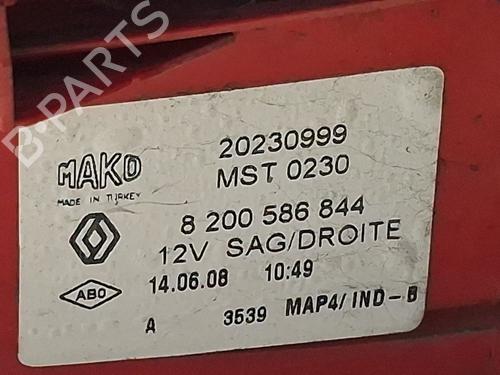 B-PARTS
20230999
MAKO
MST 0230
MADE IN TURKEY
8 200 586 844
12V SAG/DROITE
ABO
14.06.08 10:49
A 3539 MAP4/IND-B